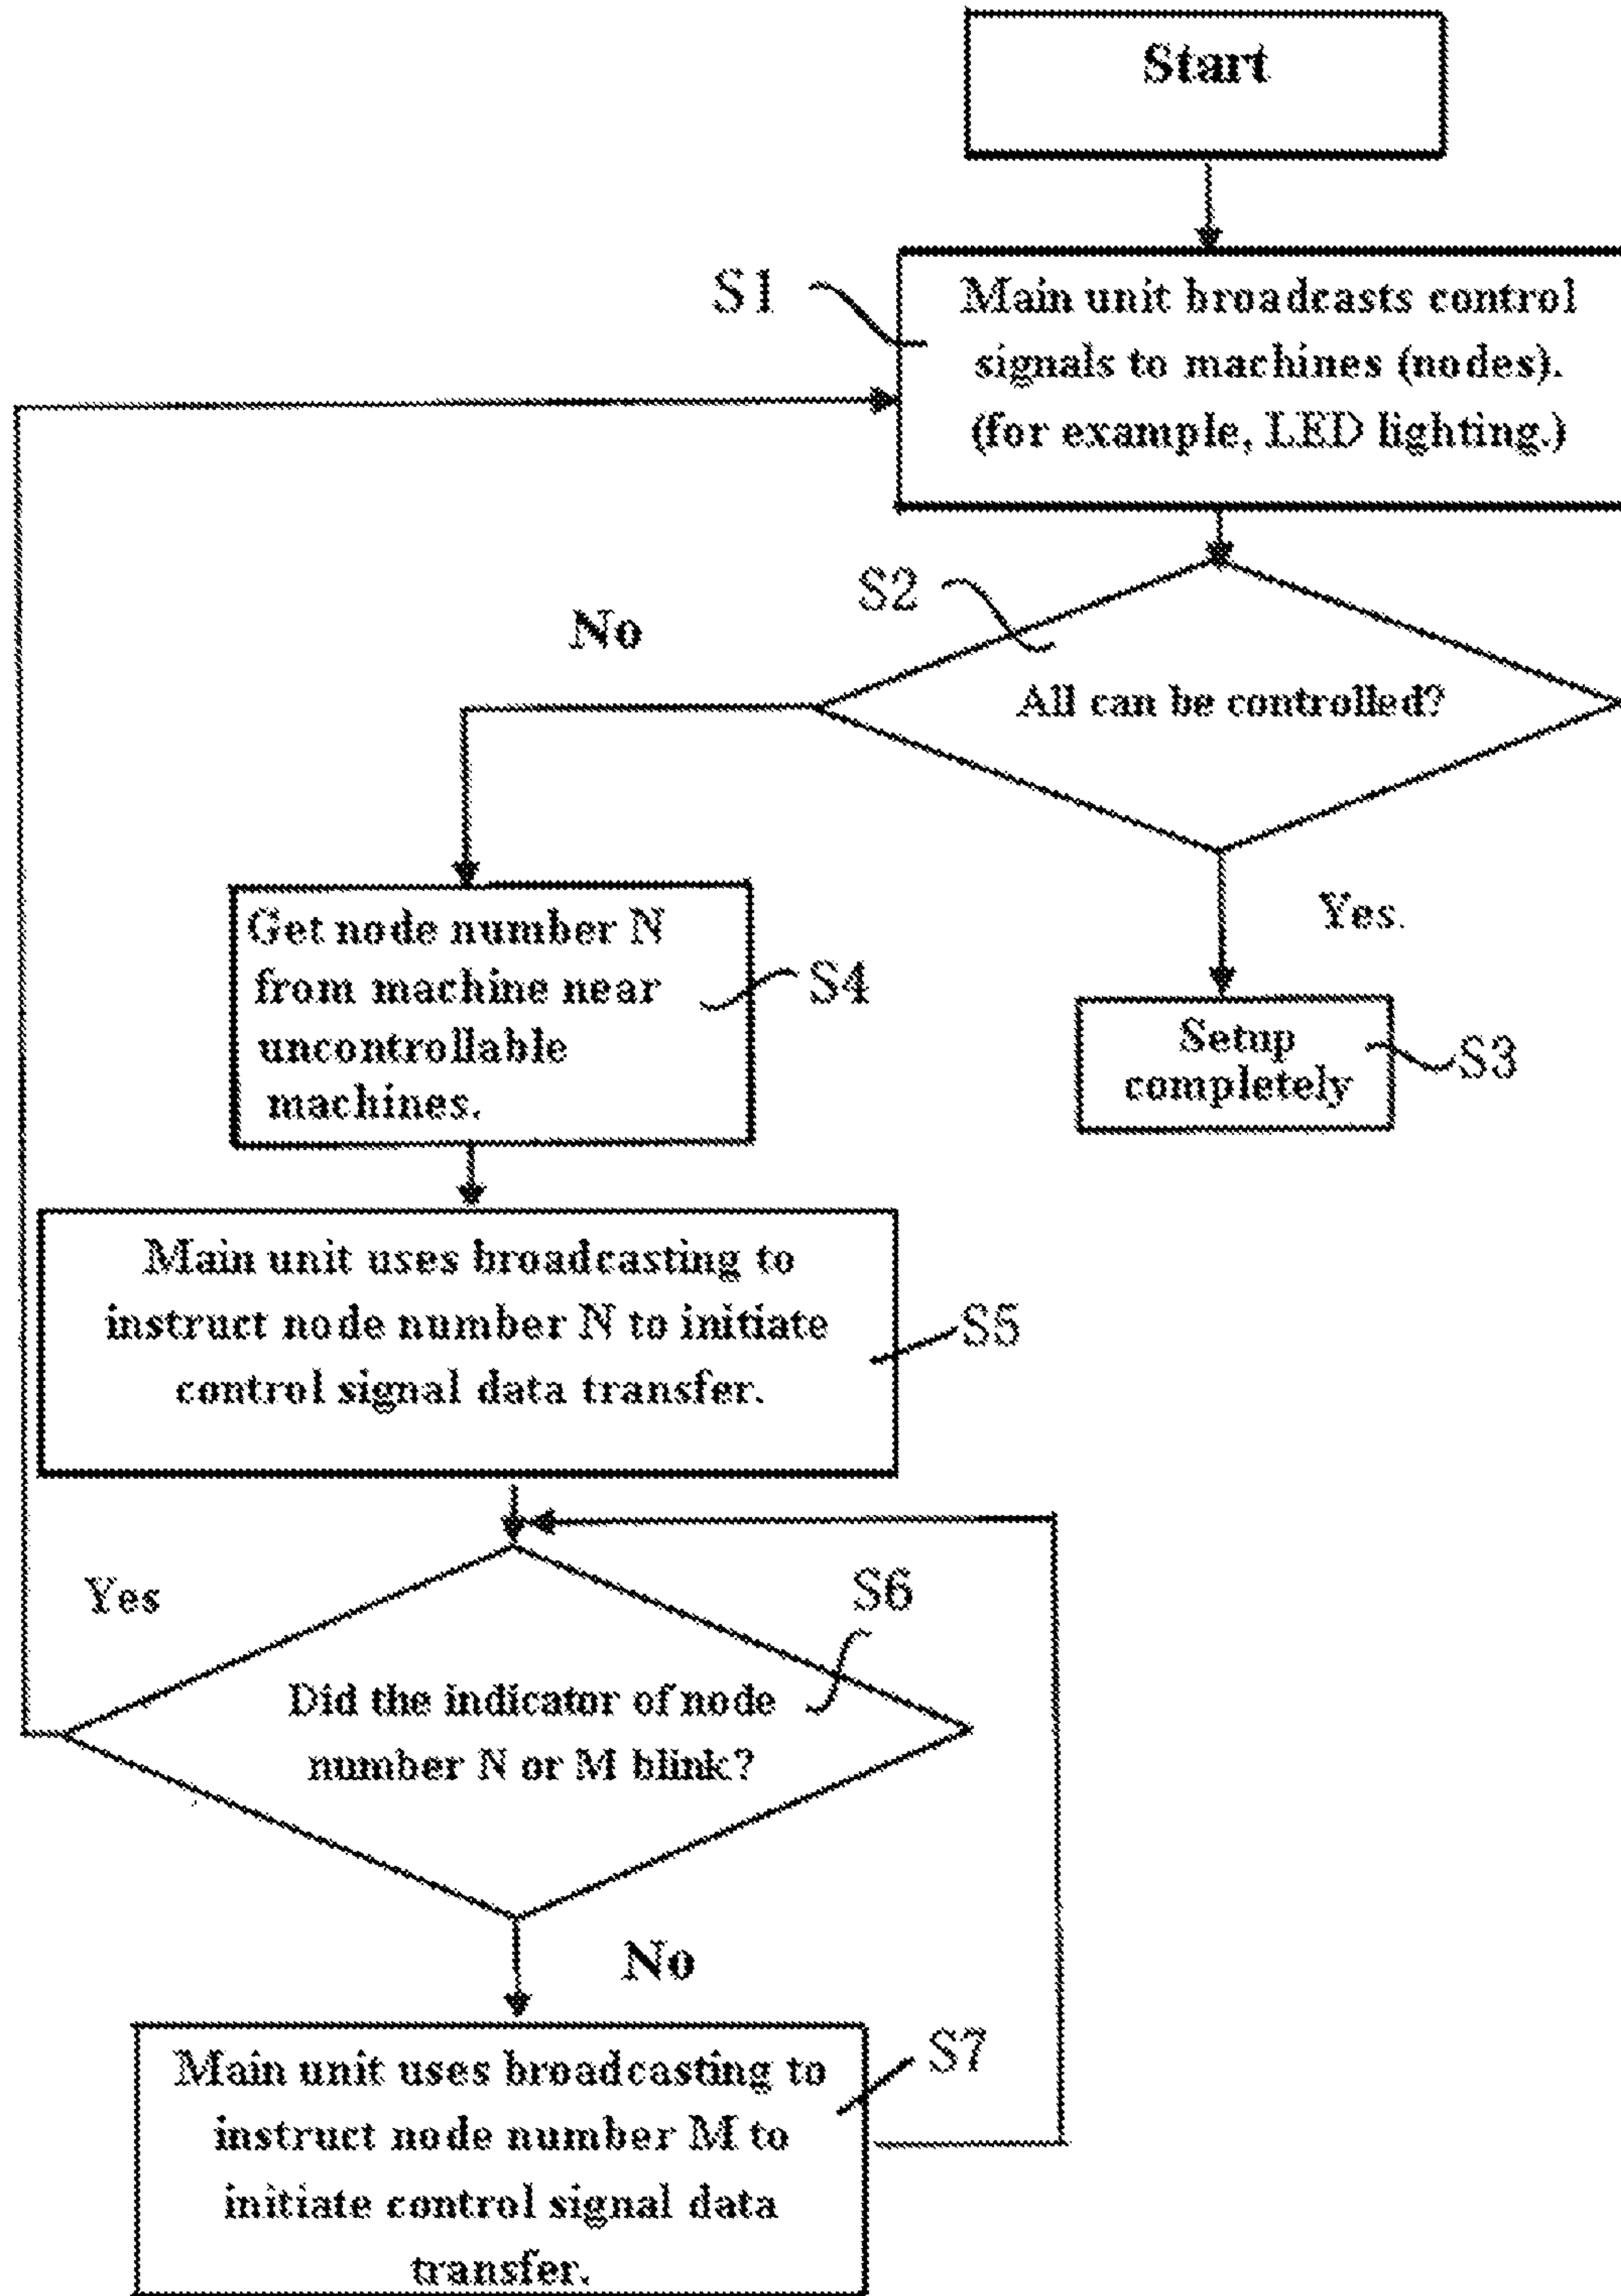 Start
S1
Main unit broadcasts control
signals to machines (nodes).
(for example, LED lighting.)
S2
No
All can be controlled?
Yes.
Get node number N
from machine near
uncontrollable
machines.
S4
Setup
completely
S3
Main unit uses broadcasting to
instruct node number N to initiate
control signal data transfer.
S5
Yes
S6
Did the indicator of node
number N or M blink?
No
Main unit uses broadcasting to
instruct node number M to
initiate control signal data
transfer.
S7